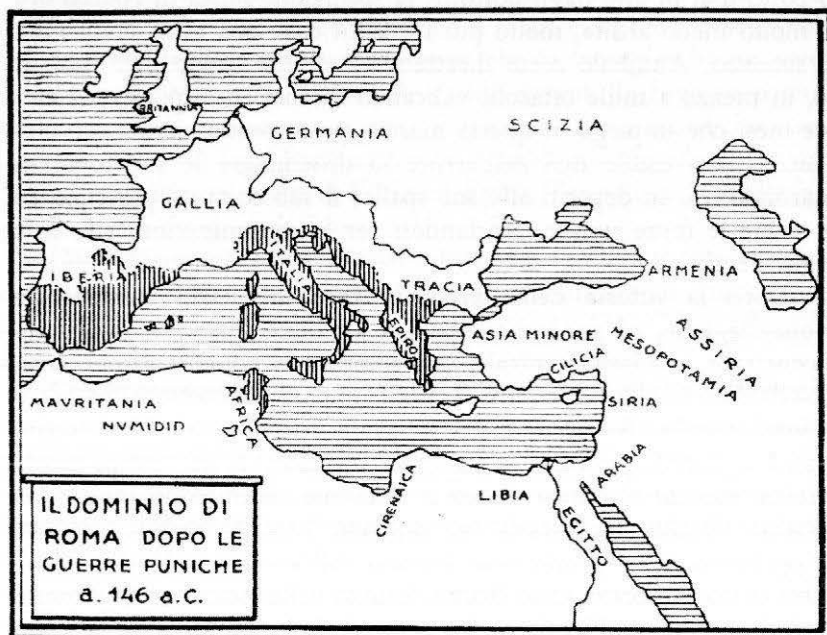 BRITANNIA
GERMANIA
SCIZIA
GALLIA
IBERIA
ITALIA
TRACIA
ARMENIA
EPIRO
ASIA MINORE
ASSIRIA
MESOPOTAMIA
CILICIA
SIRIA
MAVRITANIA
NVMIDID
AFRICA
CIRENAICA
LIBIA
EGITTO
ARABIA
IL DOMINIO DI
ROMA DOPO LE
GUERRE PUNICHE
a. 146 a.C.